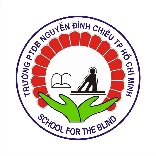 TRƯỜNG PTĐB NGUYỄN ĐÌNH CHIỂU TP HỒ CHÍ MINH
SCHOOL FOR THE BLIND